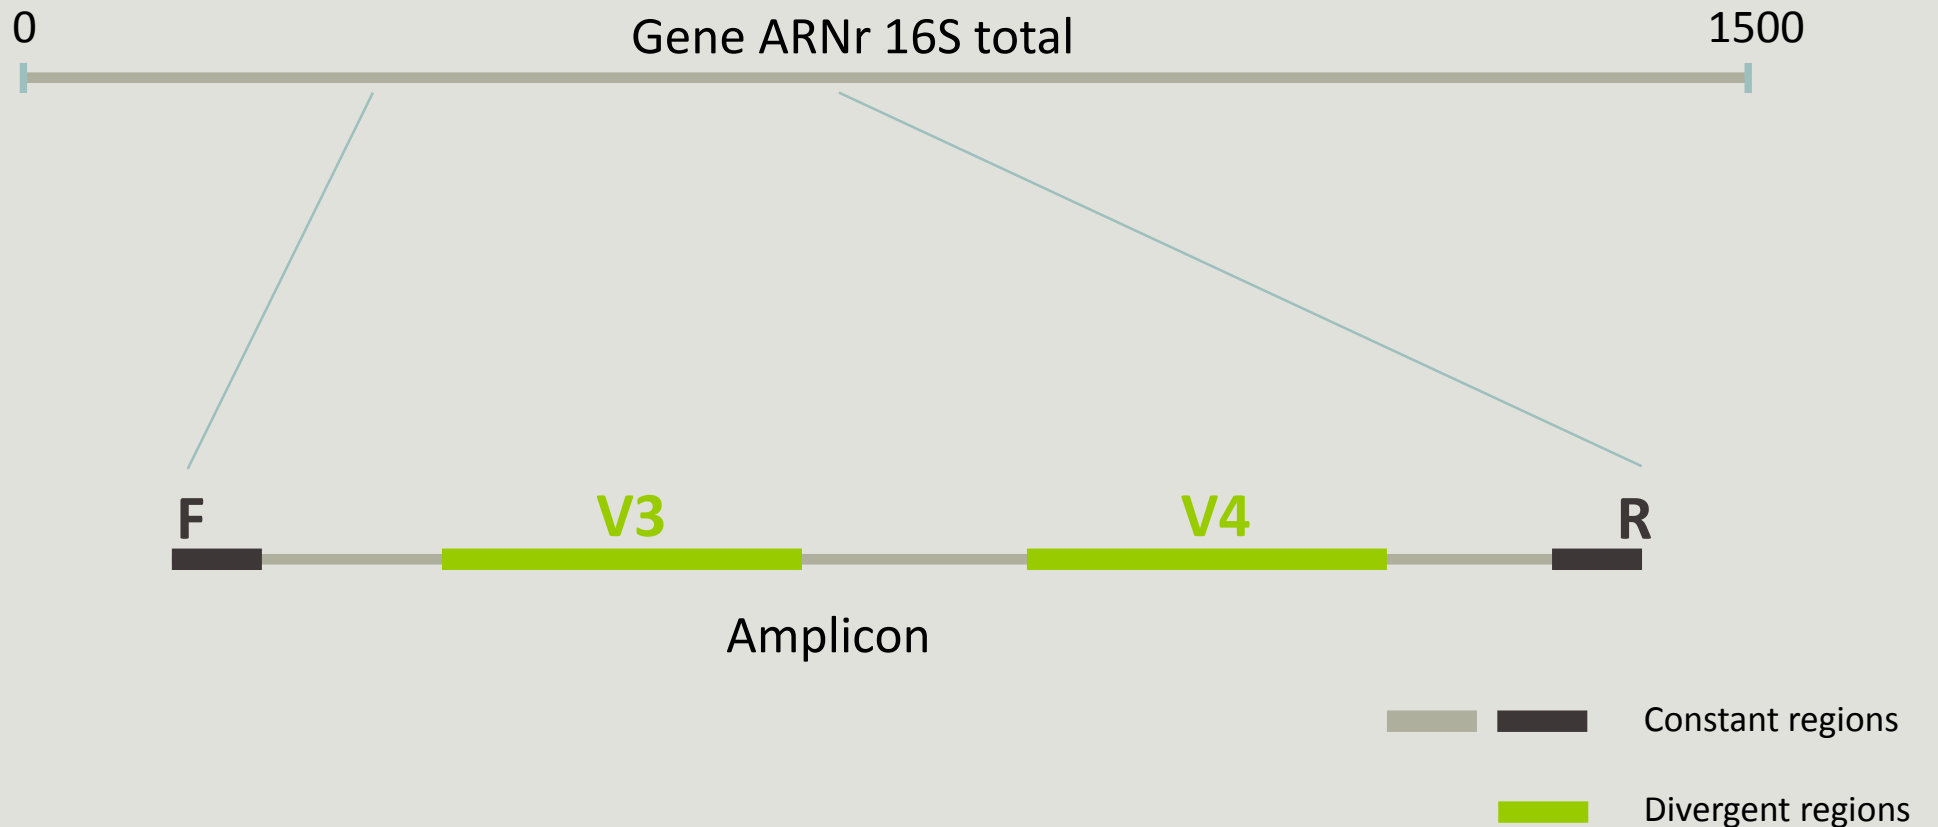 0
Gene ARNr 16S total
1500
F
V3
V4
R
Amplicon
Constant regions
Divergent regions